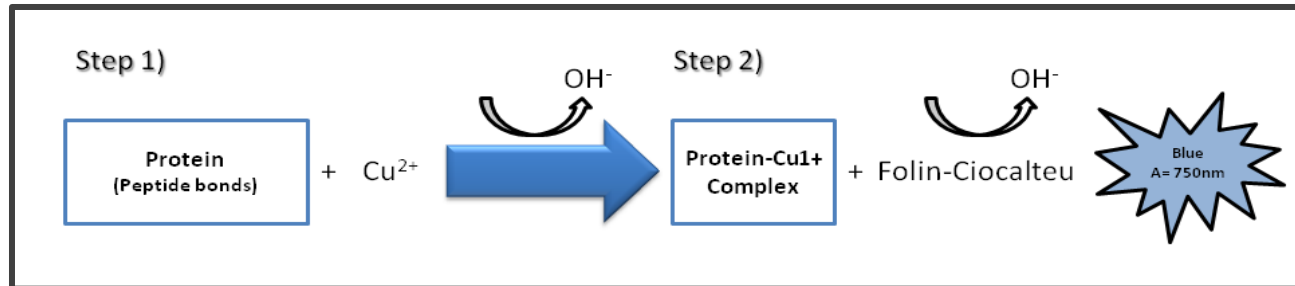 Step 1)
Step 2)
OH⁻
OH⁻
Protein
(Peptide bonds)
+ Cu²⁺
Protein-Cu1+
Complex
+ Folin-Ciocalteu
Blue
A= 750nm